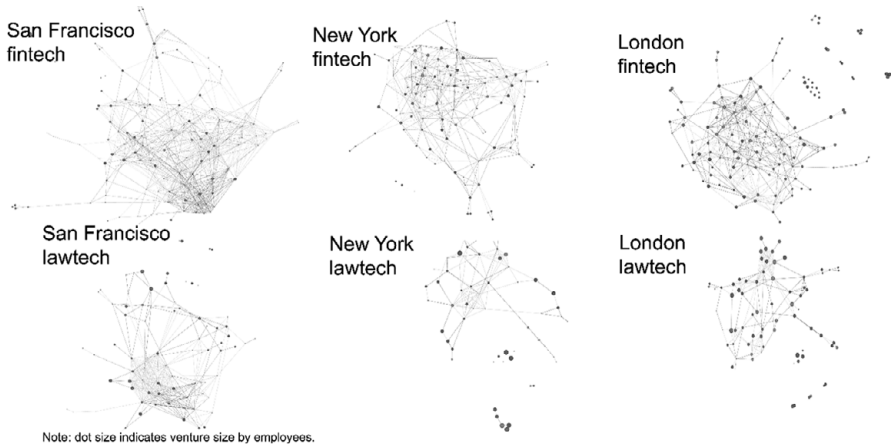 San Francisco
fintech
New York
fintech
London
fintech
San Francisco
lawtech
New York
lawtech
London
lawtech
Note: dot size indicates venture size by employees.